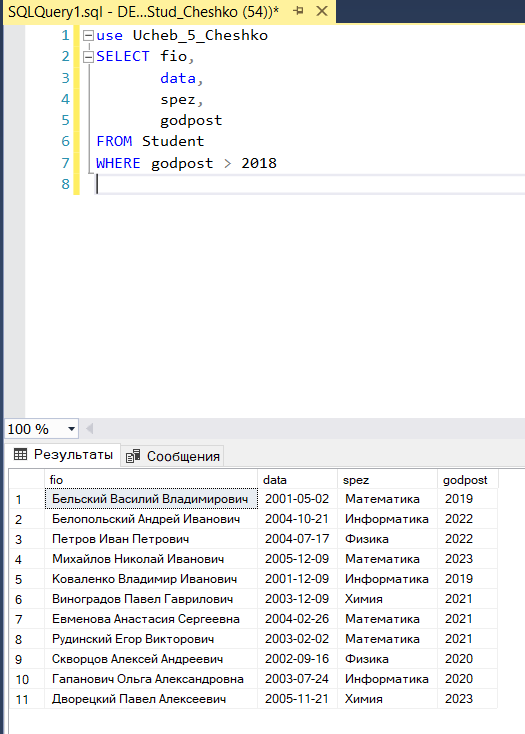 SQLQuery1.sql - DE...Stud_Cheshko (54))*
1 use Ucheb_5_Cheshko
2 SELECT fio,
3 data,
4 spez,
5 godpost
6 FROM Student
7 WHERE godpost > 2018
8
100 %
Результаты Сообщения
fio data spez godpost
1 Бельский Василий Владимирович 2001-05-02 Математика 2019
2 Белопольский Андрей Иванович 2004-10-21 Информатика 2022
3 Петров Иван Петрович 2004-07-17 Физика 2022
4 Михайлов Николай Иванович 2005-12-09 Математика 2023
5 Коваленко Владимир Иванович 2001-12-09 Информатика 2019
6 Виноградов Павел Гаврилович 2003-12-09 Химия 2021
7 Евменова Анастасия Сергеевна 2004-02-26 Математика 2021
8 Рудинский Егор Викторович 2003-02-02 Математика 2021
9 Скворцов Алексей Андреевич 2002-09-16 Физика 2020
10 Гапанович Ольга Александровна 2003-07-24 Информатика 2020
11 Дворецкий Павел Алексеевич 2005-11-21 Химия 2023